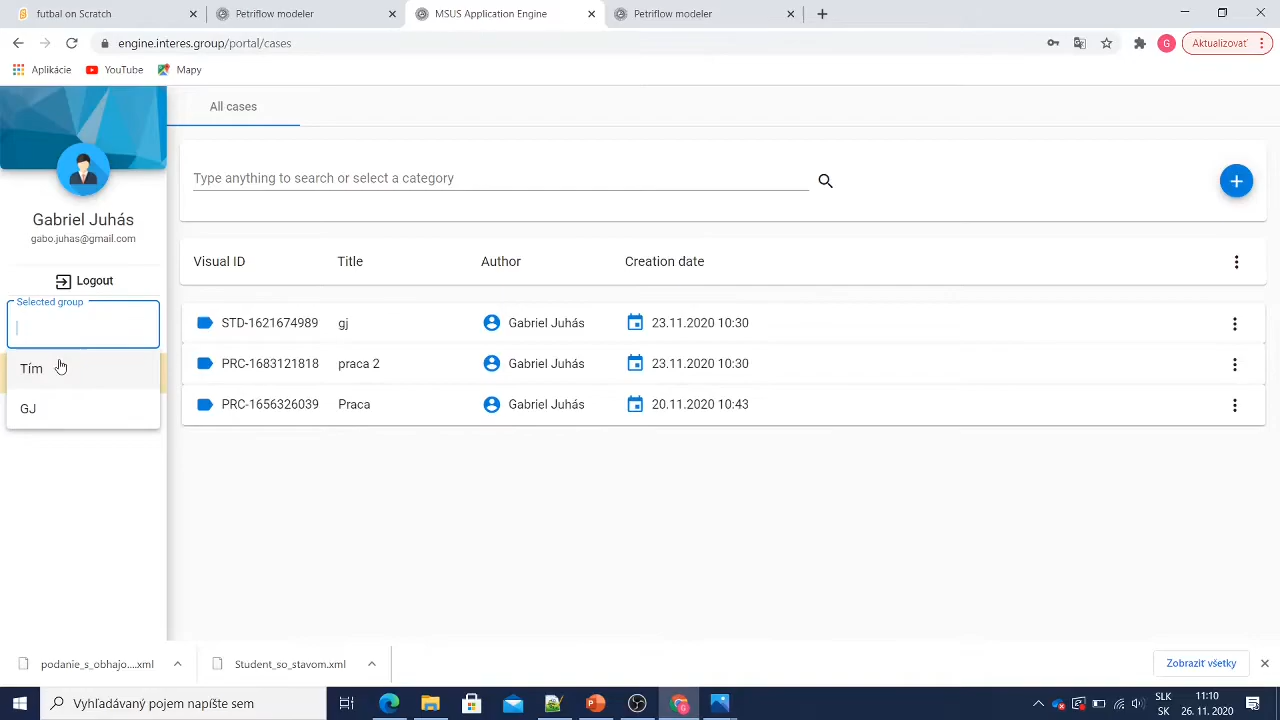 futbal on Scratch
Petriflow modeler
MSUS Application Engine
Petriflow modeler
engine.interes.group/portal/cases
G
Aktualizovať
Aplikácie
YouTube
Mapy
All cases
Type anything to search or select a category
Gabriel Juhás
gabo.juhas@gmail.com
Logout
Selected group
Tím
GJ
Visual ID Title Author Creation date
STD-1621674989 gj Gabriel Juhás 23.11.2020 10:30
PRC-1683121818 praca 2 Gabriel Juhás 23.11.2020 10:30
PRC-1656326039 Praca Gabriel Juhás 20.11.2020 10:43
podanie_s_obhajo....xml
Student_so_stavom.xml
Zobraziť všetky
Vyhľadávaný pojem napíšte sem
SLK
SK
11:10
26. 11. 2020